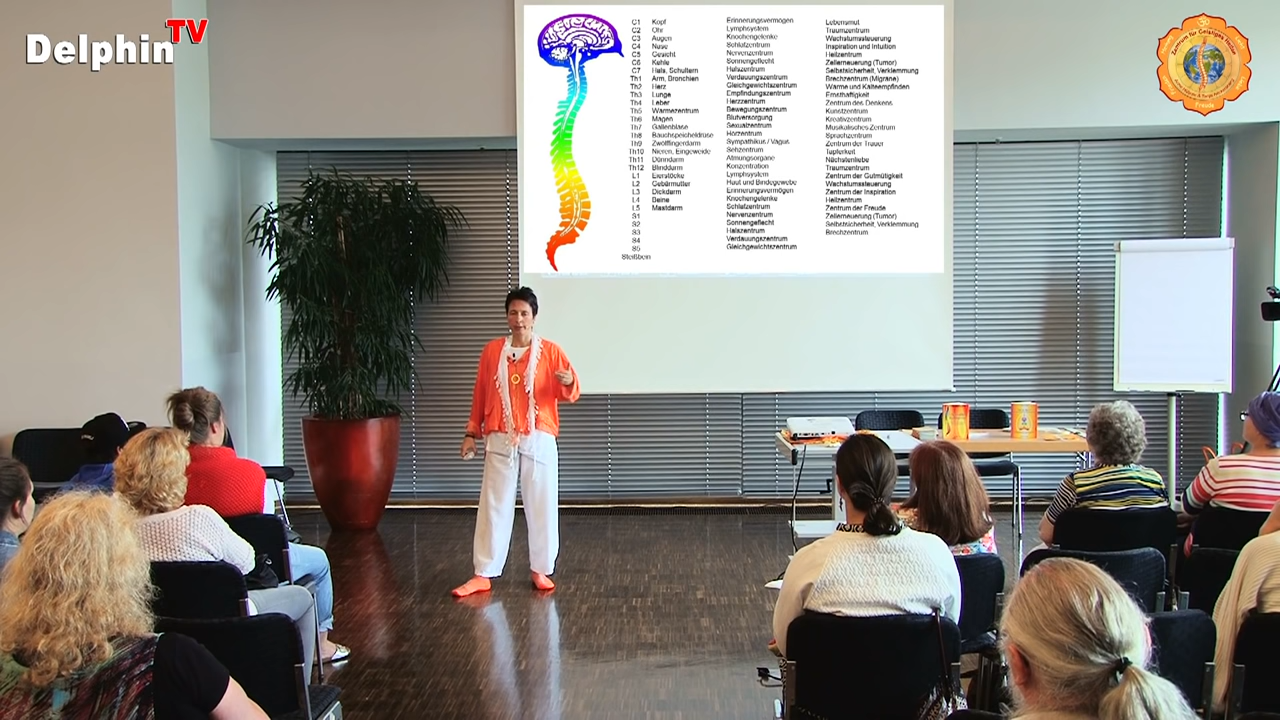 Delphin TV
C1 Kopf Erinnerungsvermögen Lebensmut
C2 Ohr Lymphsystem Traumzentrum
C3 Augen Knochengelenke Wachstumssteuerung
C4 Nase Schlafzentrum Inspiration und Intuition
C5 Gesicht Nervenzentrum Heilzentrum
C6 Kehle Sonnengeflecht Zellerneuerung (Tumor)
C7 Hals, Schultern Halszentrum Selbstsicherheit, Verklemmung
Th1 Arm, Bronchien Verdauungszentrum Brechzentrum (Migräne)
Th2 Herz Gleichgewichtszentrum Wärme und Kälteempfinden
Th3 Lunge Empfindungszentrum Ernsthaftigkeit
Th4 Leber Herzzentrum Zentrum des Denkens
Th5 Wärmezentrum Bewegungszentrum Kunstzentrum
Th6 Magen Blutversorgung Kreativzentrum
Th7 Gallenblase Sexualzentrum Musikalisches Zentrum
Th8 Bauchspeicheldrüse Hörzentrum Sprachzentrum
Th9 Zwölffingerdarm Sympathikus / Vagus Zentrum der Trauer
Th10 Nieren, Eingeweide Sehzentrum Tapferkeit
Th11 Dünndarm Atmungsorgane Nächstenliebe
Th12 Blinddarm Konzentration Traumzentrum
L1 Eierstöcke Lymphsystem Zentrum der Gutmütigkeit
L2 Gebärmutter Haut und Bindegewebe Wachstumssteuerung
L3 Dickdarm Erinnerungsvermögen Zentrum der Inspiration
L4 Beine Knochengelenke Heilzentrum
L5 Mastdarm Schlafzentrum Zentrum der Freude
S1 Nervenzentrum Zellerneuerung (Tumor)
S2 Sonnengeflecht Selbstsicherheit, Verklemmung
S3 Halszentrum Brechzentrum
S4 Verdauungszentrum
S5 Gleichgewichtszentrum
Steißbein
Zentrum für Geistiges Heilen
Freude